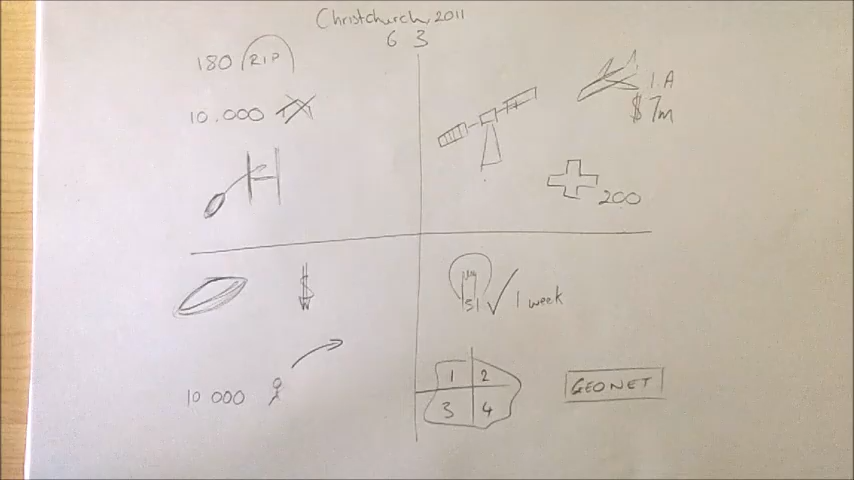 Christchurch, 2011
6 3
180 RIP
10.000
I.A
$7m
200
$
1 week
10 000
1 2
3 4
GEONET